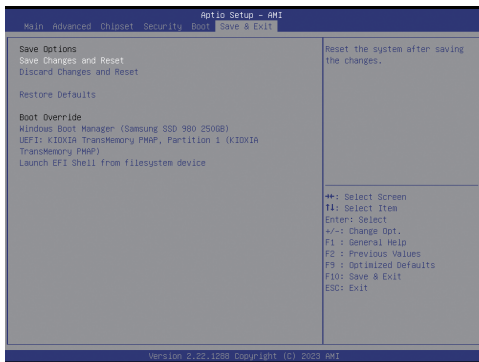 Aptio Setup - AMI
Main Advanced Chipset Security Boot Save & Exit
Save Options
Save Changes and Reset
Discard Changes and Reset
Restore Defaults
Boot Override
Windows Boot Manager (Samsung SSD 980 250GB)
UEFI: KIOXIA TransMemory PMAP, Partition 1 (KIOXIA
TransMemory PMAP)
Launch EFI Shell from filesystem device
Reset the system after saving
the changes.
→←: Select Screen
↑↓: Select Item
Enter: Select
+/-: Change Opt.
F1 : General Help
F2 : Previous Values
F9 : Optimized Defaults
F10: Save & Exit
ESC: Exit
Version 2.22.1288 Copyright (C) 2023 AMI